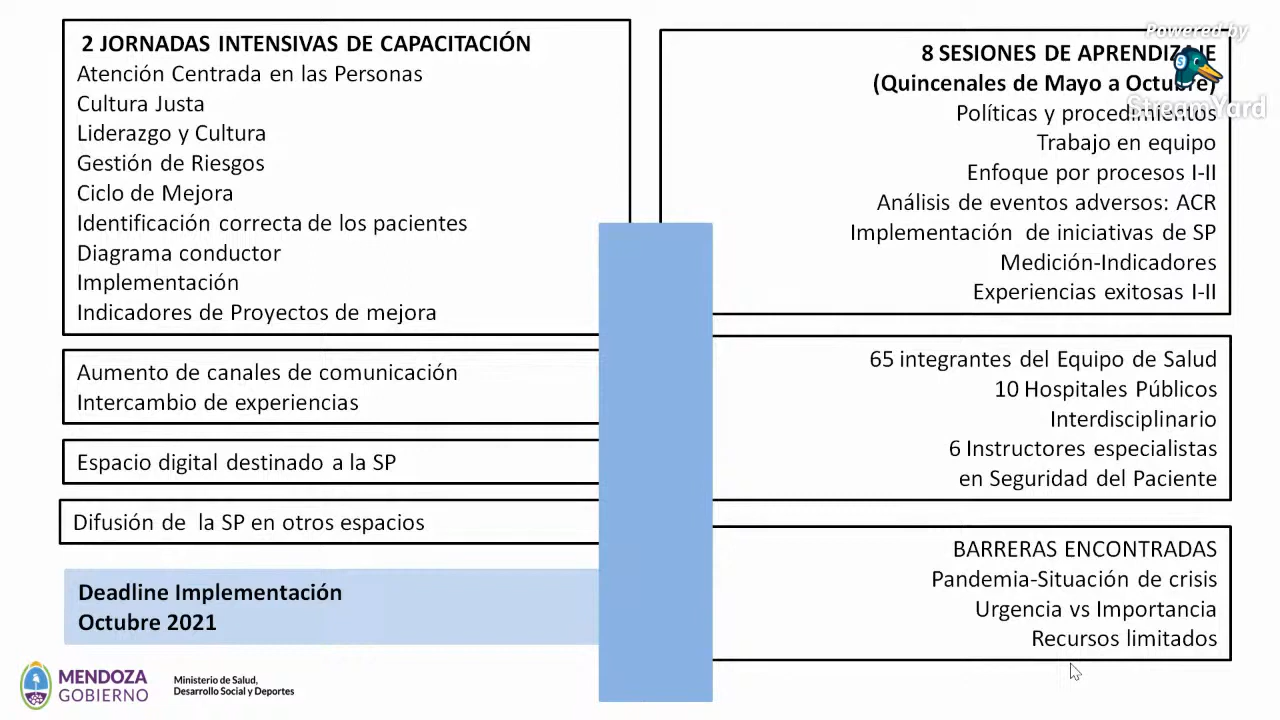 2 JORNADAS INTENSIVAS DE CAPACITACIÓN
Atención Centrada en las Personas
Cultura Justa
Liderazgo y Cultura
Gestión de Riesgos
Ciclo de Mejora
Identificación correcta de los pacientes
Diagrama conductor
Implementación
Indicadores de Proyectos de mejora
Aumento de canales de comunicación
Intercambio de experiencias
Espacio digital destinado a la SP
Difusión de la SP en otros espacios
Deadline Implementación
Octubre 2021
MENDOZA
GOBIERNO
Ministerio de Salud,
Desarrollo Social y Deportes
Powered by
StreamYard
8 SESIONES DE APRENDIZAJE
(Quincenales de Mayo a Octubre)
Políticas y procedimientos
Trabajo en equipo
Enfoque por procesos I-II
Análisis de eventos adversos: ACR
Implementación de iniciativas de SP
Medición-Indicadores
Experiencias exitosas I-II
65 integrantes del Equipo de Salud
10 Hospitales Públicos
Interdisciplinario
6 Instructores especialistas
en Seguridad del Paciente
BARRERAS ENCONTRADAS
Pandemia-Situación de crisis
Urgencia vs Importancia
Recursos limitados